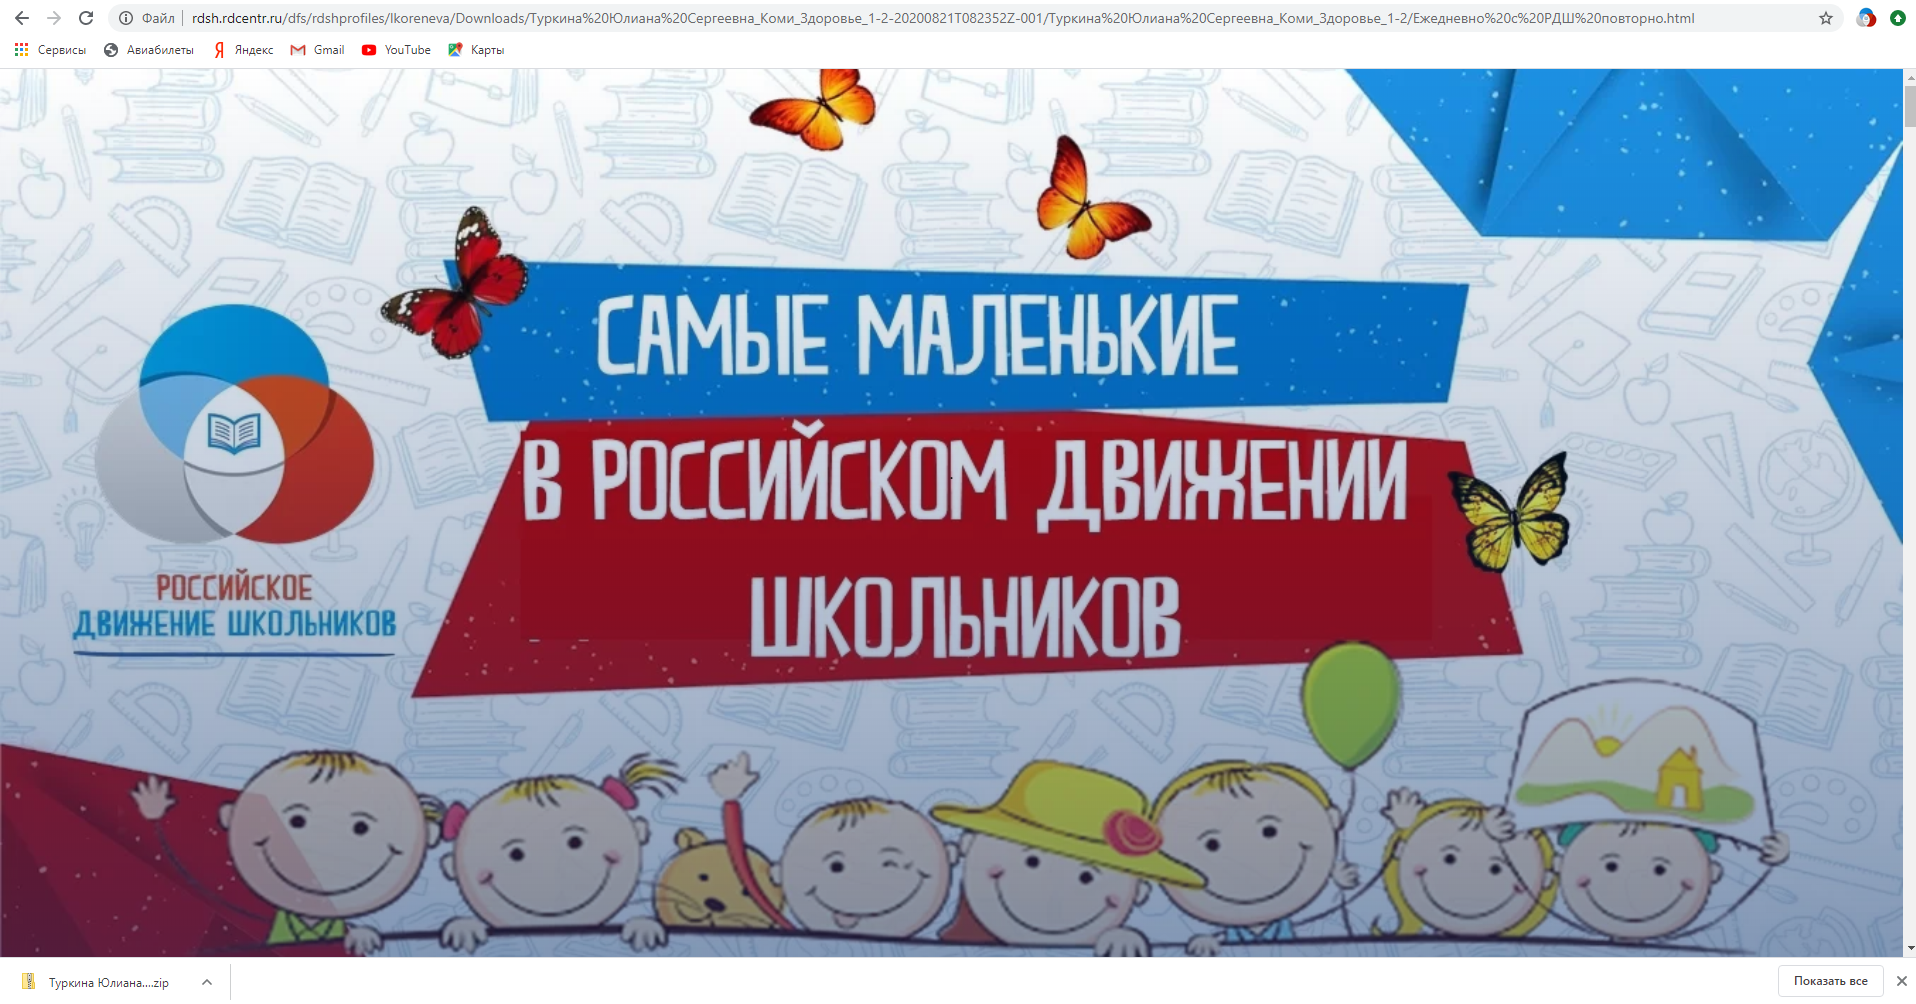 Файл rdsh.rdcentr.ru/dfs/rdshprofiles/Ikoreneva/Downloads/Туркина%20Юлиана%20Сергеевна_Коми_Здоровье_1-2-20200821T082352Z-001/Туркина%20Юлиана%20Сергеевна_Коми_Здоровье_1-2/Ежедневно%20с%20РДШ%20повторно.html
Сервисы Авиабилеты Яндекс Gmail YouTube Карты
САМЫЕ МАЛЕНЬКИЕ
В РОССИЙСКОМ ДВИЖЕНИИ
ШКОЛЬНИКОВ
РОССИЙСКОЕ
ДВИЖЕНИЕ ШКОЛЬНИКОВ
Туркина Юлиана....zip
Показать все